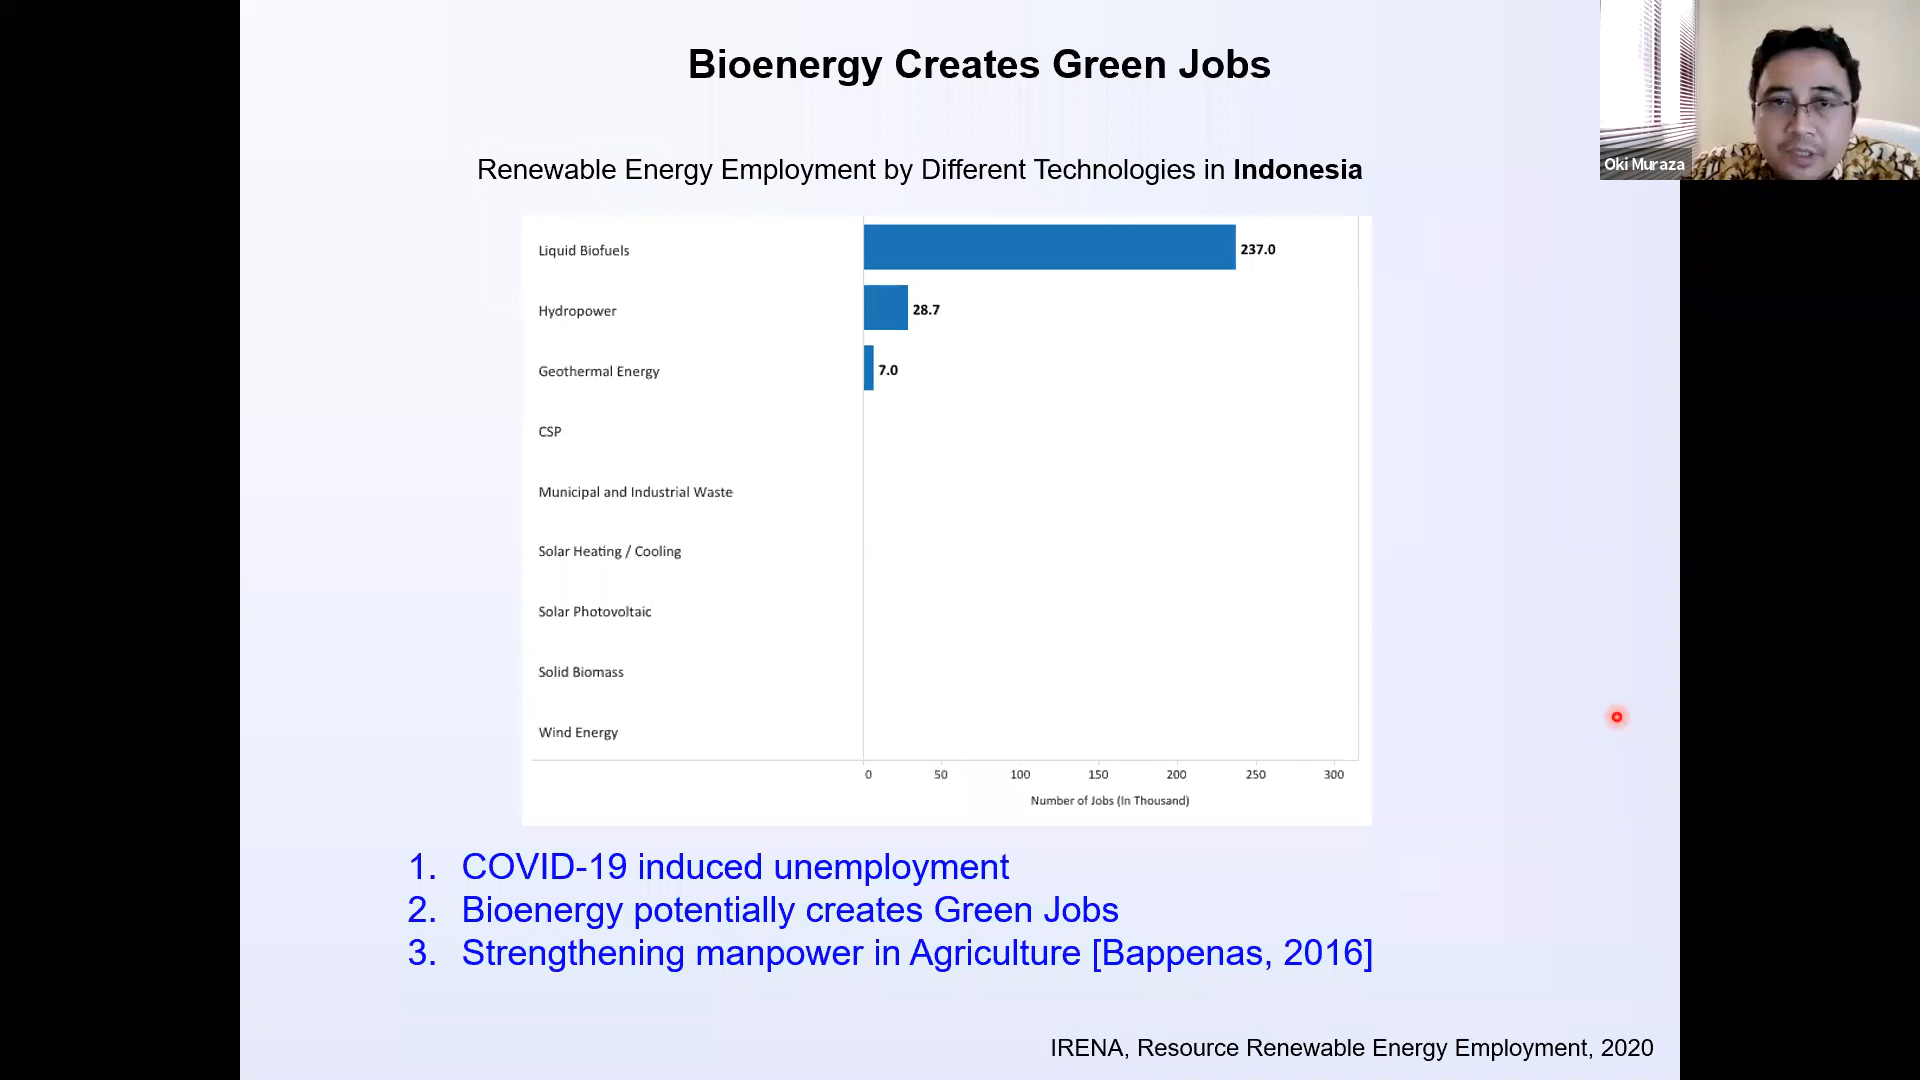 Bioenergy Creates Green Jobs
Oki Muraza
Renewable Energy Employment by Different Technologies in Indonesia
Liquid Biofuels 237.0
Hydropower 28.7
Geothermal Energy 7.0
CSP
Municipal and Industrial Waste
Solar Heating / Cooling
Solar Photovoltaic
Solid Biomass
Wind Energy
0 50 100 150 200 250 300
Number of Jobs (In Thousand)
1. COVID-19 induced unemployment
2. Bioenergy potentially creates Green Jobs
3. Strengthening manpower in Agriculture [Bappenas, 2016]
IRENA, Resource Renewable Energy Employment, 2020